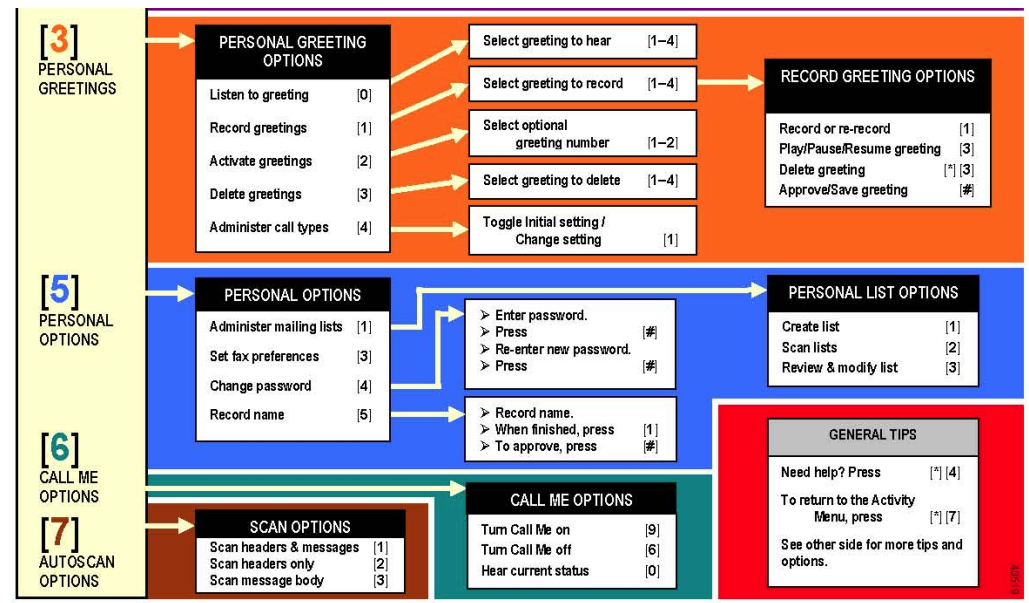 [3]
PERSONAL
GREETINGS
PERSONAL GREETING
OPTIONS
Listen to greeting [0]
Record greetings [1]
Activate greetings [2]
Delete greetings [3]
Administer call types [4]
Select greeting to hear [1–4]
Select greeting to record [1–4]
Select optional
greeting number [1–2]
Select greeting to delete [1–4]
Toggle Initial setting /
Change setting [1]
RECORD GREETING OPTIONS
Record or re-record [1]
Play/Pause/Resume greeting [3]
Delete greeting [*] [3]
Approve/Save greeting [#]
[5]
PERSONAL
OPTIONS
PERSONAL OPTIONS
Administer mailing lists [1]
Set fax preferences [3]
Change password [4]
Record name [5]
➢ Enter password.
➢ Press [#]
➢ Re-enter new password.
➢ Press [#]
➢ Record name.
➢ When finished, press [1]
➢ To approve, press [#]
PERSONAL LIST OPTIONS
Create list [1]
Scan lists [2]
Review & modify list [3]
[6]
CALL ME
OPTIONS
CALL ME OPTIONS
Turn Call Me on [9]
Turn Call Me off [6]
Hear current status [0]
[7]
AUTOSCAN
OPTIONS
SCAN OPTIONS
Scan headers & messages [1]
Scan headers only [2]
Scan message body [3]
GENERAL TIPS
Need help? Press [*] [4]
To return to the Activity
Menu, press [*] [7]
See other side for more tips and
options.
40519